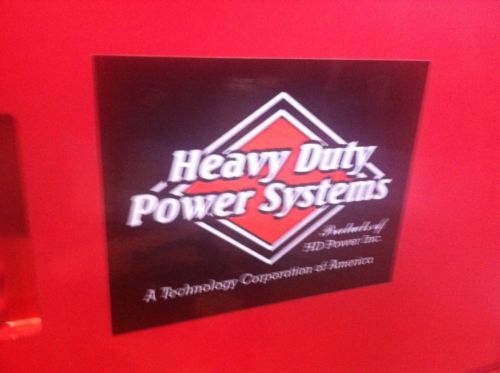 Heavy Duty
Power Systems
Products of
HD Power Inc.
A Technology Corporation of America